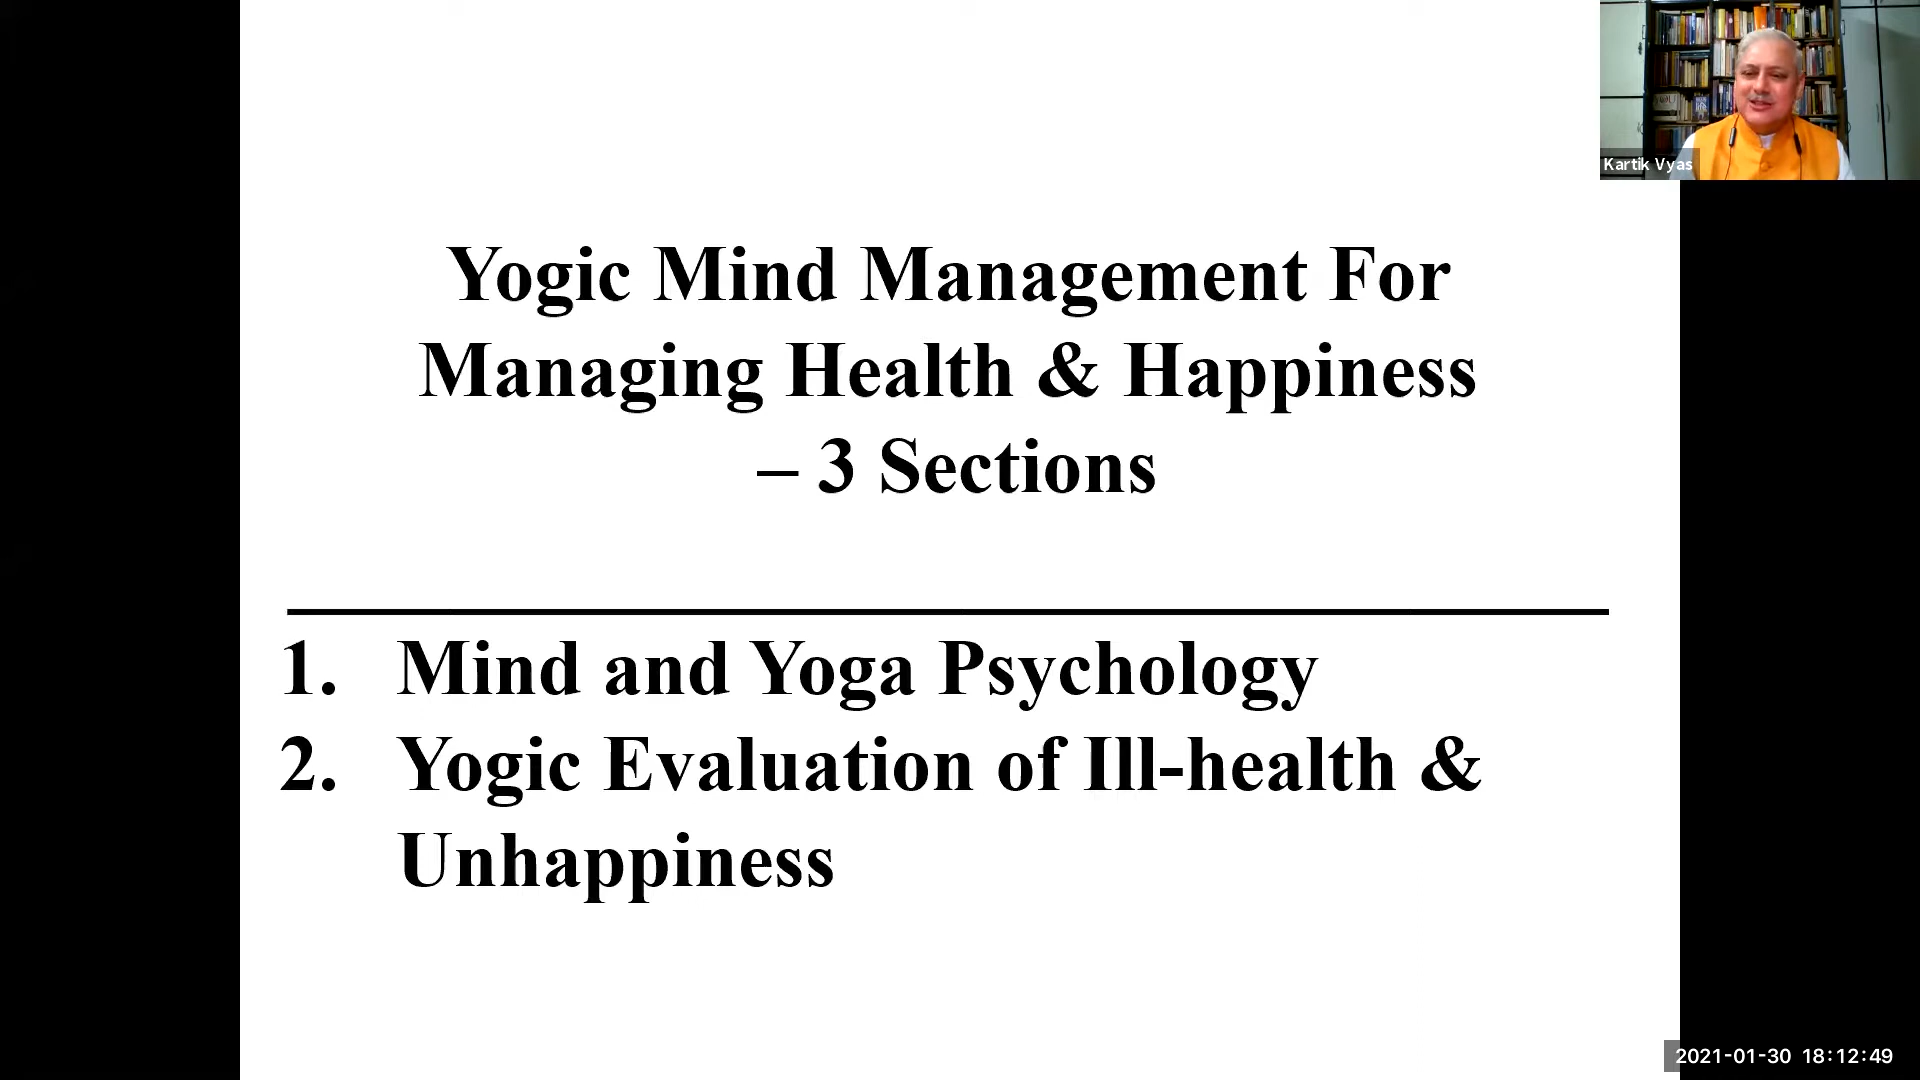 Yogic Mind Management For
Managing Health & Happiness
– 3 Sections
1. Mind and Yoga Psychology
2. Yogic Evaluation of Ill-health &
Unhappiness
Kartik Vyas
2021-01-30 18:12:49